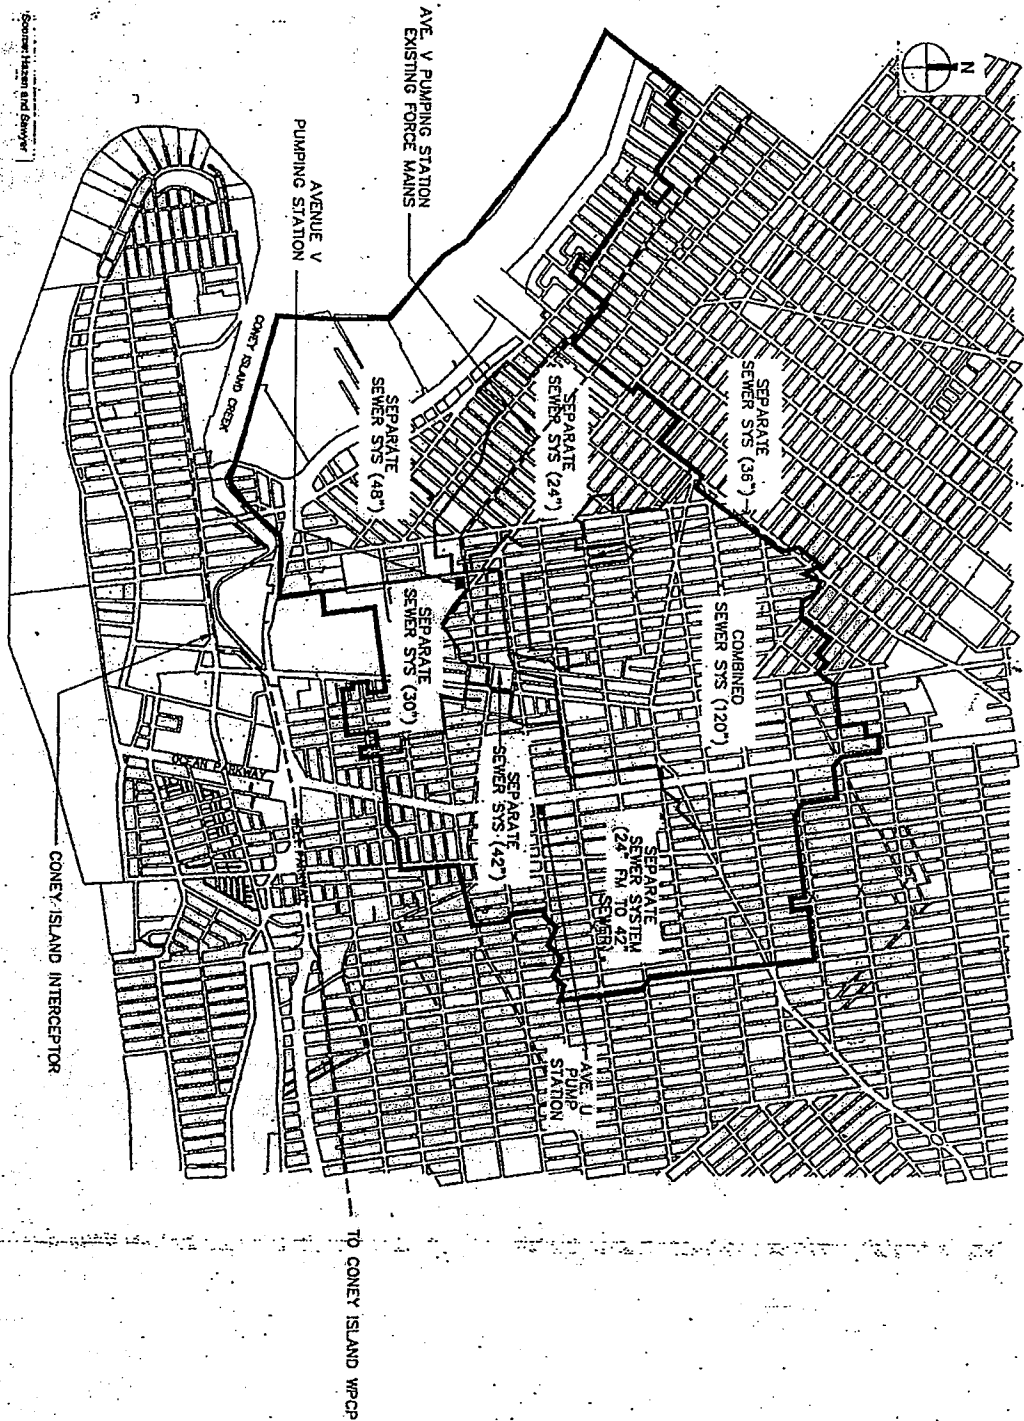 N
AVE. V PUMPING STATION
EXISTING FORCE MAINS
AVENUE V
PUMPING STATION
CONEY ISLAND CREEK
SEPARATE
SEWER SYS (48")
SEPARATE
SEWER SYS (24")
SEPARATE
SEWER SYS (36")
COMBINED
SEWER SYS (120")
SEPARATE
SEWER SYS (30")
SEPARATE
SEWER SYS (42")
SEPARATE
SEWER SYSTEM
(24" FM TO 42"
SEWER)
AVE. U
PUMP
STATION
OCEAN PARKWAY
CONEY ISLAND INTERCEPTOR
TO CONEY ISLAND WPCP
Source: Hazen and Sawyer